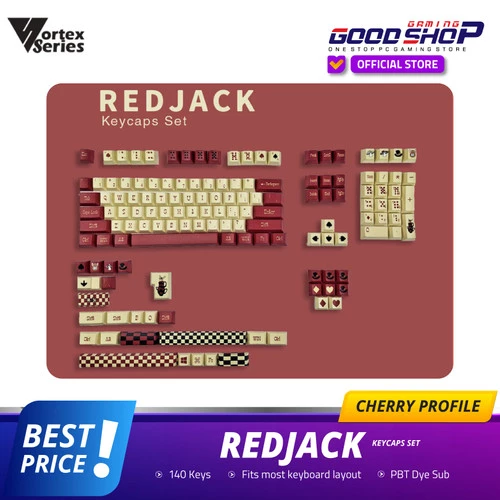 Vortex
Series
GAMING
GOOD SHOP
ONE STOP PC GAMING STORE
OFFICIAL STORE
REDJACK
Keycaps Set
CHERRY PROFILE
BEST
PRICE!
REDJACK KEYCAPS SET
140 Keys
Fits most keyboard layout
PBT Dye Sub